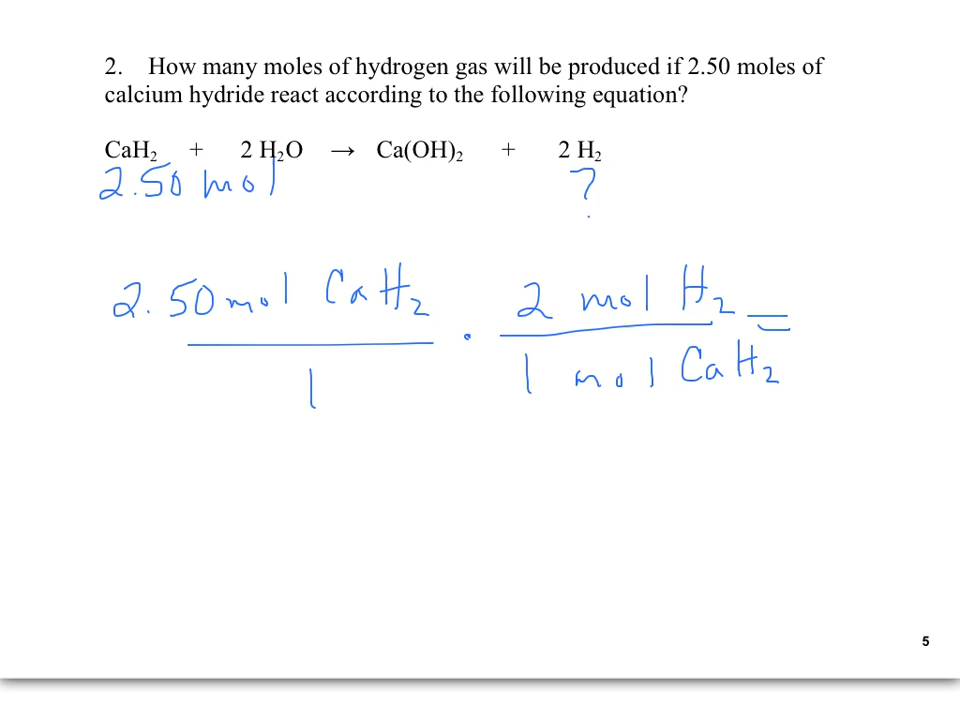 2. How many moles of hydrogen gas will be produced if 2.50 moles of
calcium hydride react according to the following equation?
CaH₂ + 2 H₂O → Ca(OH)₂ + 2 H₂
2.50 mol ?
2.50 mol CaH₂ · 2 mol H₂ =
1 1 mol CaH₂
5